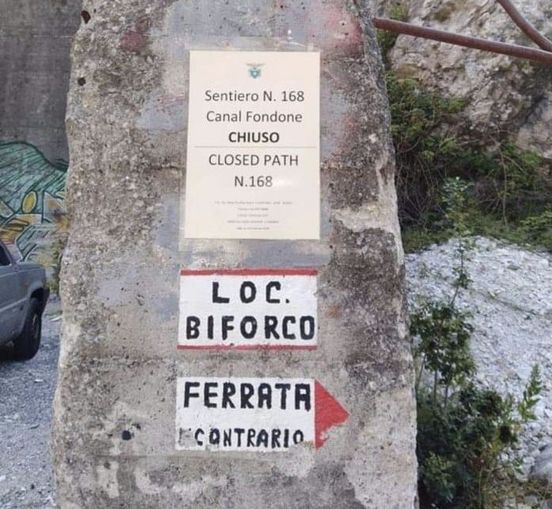 Sentiero N. 168
Canal Fondone
CHIUSO
CLOSED PATH
N.168
LOC.
BIFORCO
FERRATA
CONTRARIO